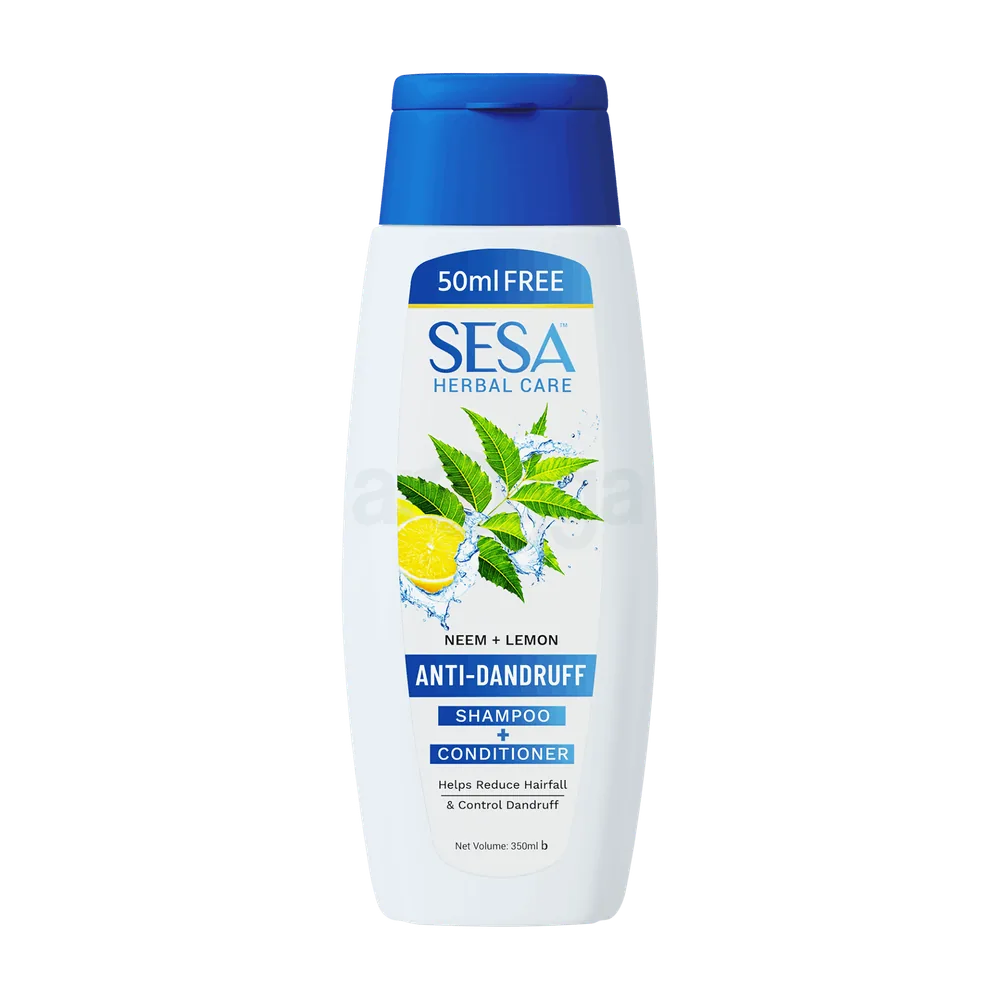 50ml FREE
SESA™
HERBAL CARE
NEEM + LEMON
ANTI-DANDRUFF
SHAMPOO
+
CONDITIONER
Helps Reduce Hairfall
& Control Dandruff
Net Volume: 350ml b